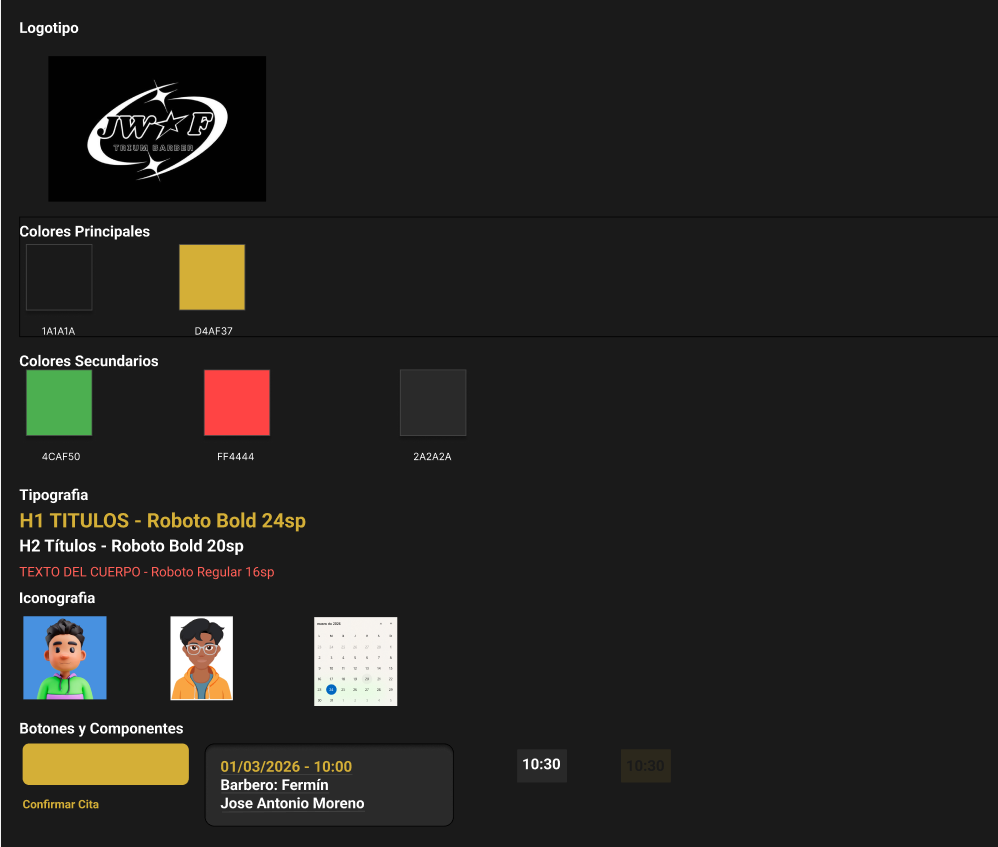 Logotipo
JW F
TRIUM BARBER
Colores Principales
1A1A1A
D4AF37
Colores Secundarios
4CAF50
FF4444
2A2A2A
Tipografia
H1 TITULOS - Roboto Bold 24sp
H2 Títulos - Roboto Bold 20sp
TEXTO DEL CUERPO - Roboto Regular 16sp
Iconografia
Botones y Componentes
Confirmar Cita
01/03/2026 - 10:00
Barbero: Fermín
Jose Antonio Moreno
10:30
10:30